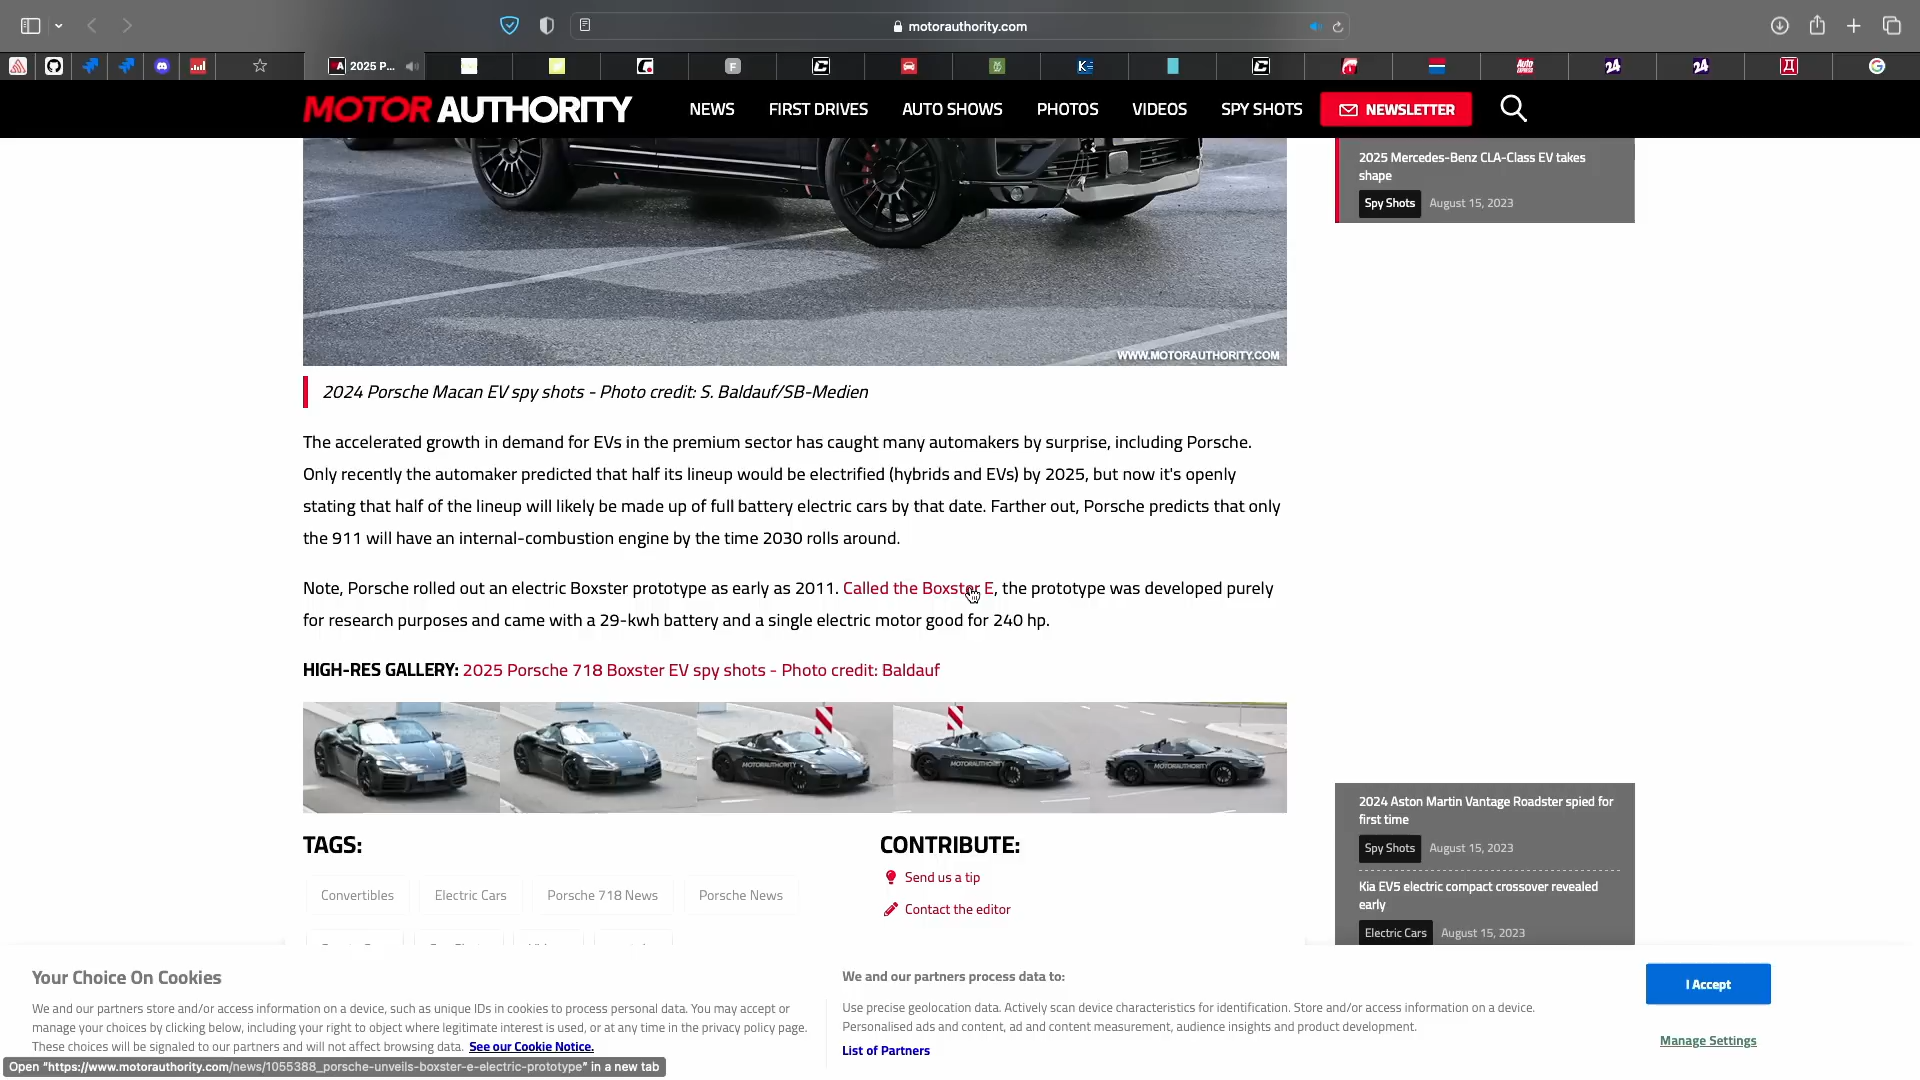 motorauthority.com
2025 P...
MOTOR AUTHORITY
NEWS
FIRST DRIVES
AUTO SHOWS
PHOTOS
VIDEOS
SPY SHOTS
NEWSLETTER
WWW.MOTORAUTHORITY.COM
2024 Porsche Macan EV spy shots - Photo credit: S. Baldauf/SB-Medien
The accelerated growth in demand for EVs in the premium sector has caught many automakers by surprise, including Porsche.
Only recently the automaker predicted that half its lineup would be electrified (hybrids and EVs) by 2025, but now it's openly
stating that half of the lineup will likely be made up of full battery electric cars by that date. Farther out, Porsche predicts that only
the 911 will have an internal-combustion engine by the time 2030 rolls around.
Note, Porsche rolled out an electric Boxster prototype as early as 2011. Called the Boxster E, the prototype was developed purely
for research purposes and came with a 29-kwh battery and a single electric motor good for 240 hp.
HIGH-RES GALLERY: 2025 Porsche 718 Boxster EV spy shots - Photo credit: Baldauf
MOTORAUTHORITY
MOTORAUTHORITY
MOTORAUTHORITY
TAGS:
Convertibles
Electric Cars
Porsche 718 News
Porsche News
CONTRIBUTE:
Send us a tip
Contact the editor
2025 Mercedes-Benz CLA-Class EV takes
shape
Spy Shots August 15, 2023
2024 Aston Martin Vantage Roadster spied for
first time
Spy Shots August 15, 2023
Kia EV5 electric compact crossover revealed
early
Electric Cars August 15, 2023
Your Choice On Cookies
We and our partners store and/or access information on a device, such as unique IDs in cookies to process personal data. You may accept or
manage your choices by clicking below, including your right to object where legitimate interest is used, or at any time in the privacy policy page.
These choices will be signaled to our partners and will not affect browsing data. See our Cookie Notice.
We and our partners process data to:
Use precise geolocation data. Actively scan device characteristics for identification. Store and/or access information on a device.
Personalised ads and content, ad and content measurement, audience insights and product development.
List of Partners
I Accept
Manage Settings
Open "https://www.motorauthority.com/news/1055388_porsche-unveils-boxster-e-electric-prototype" in a new tab